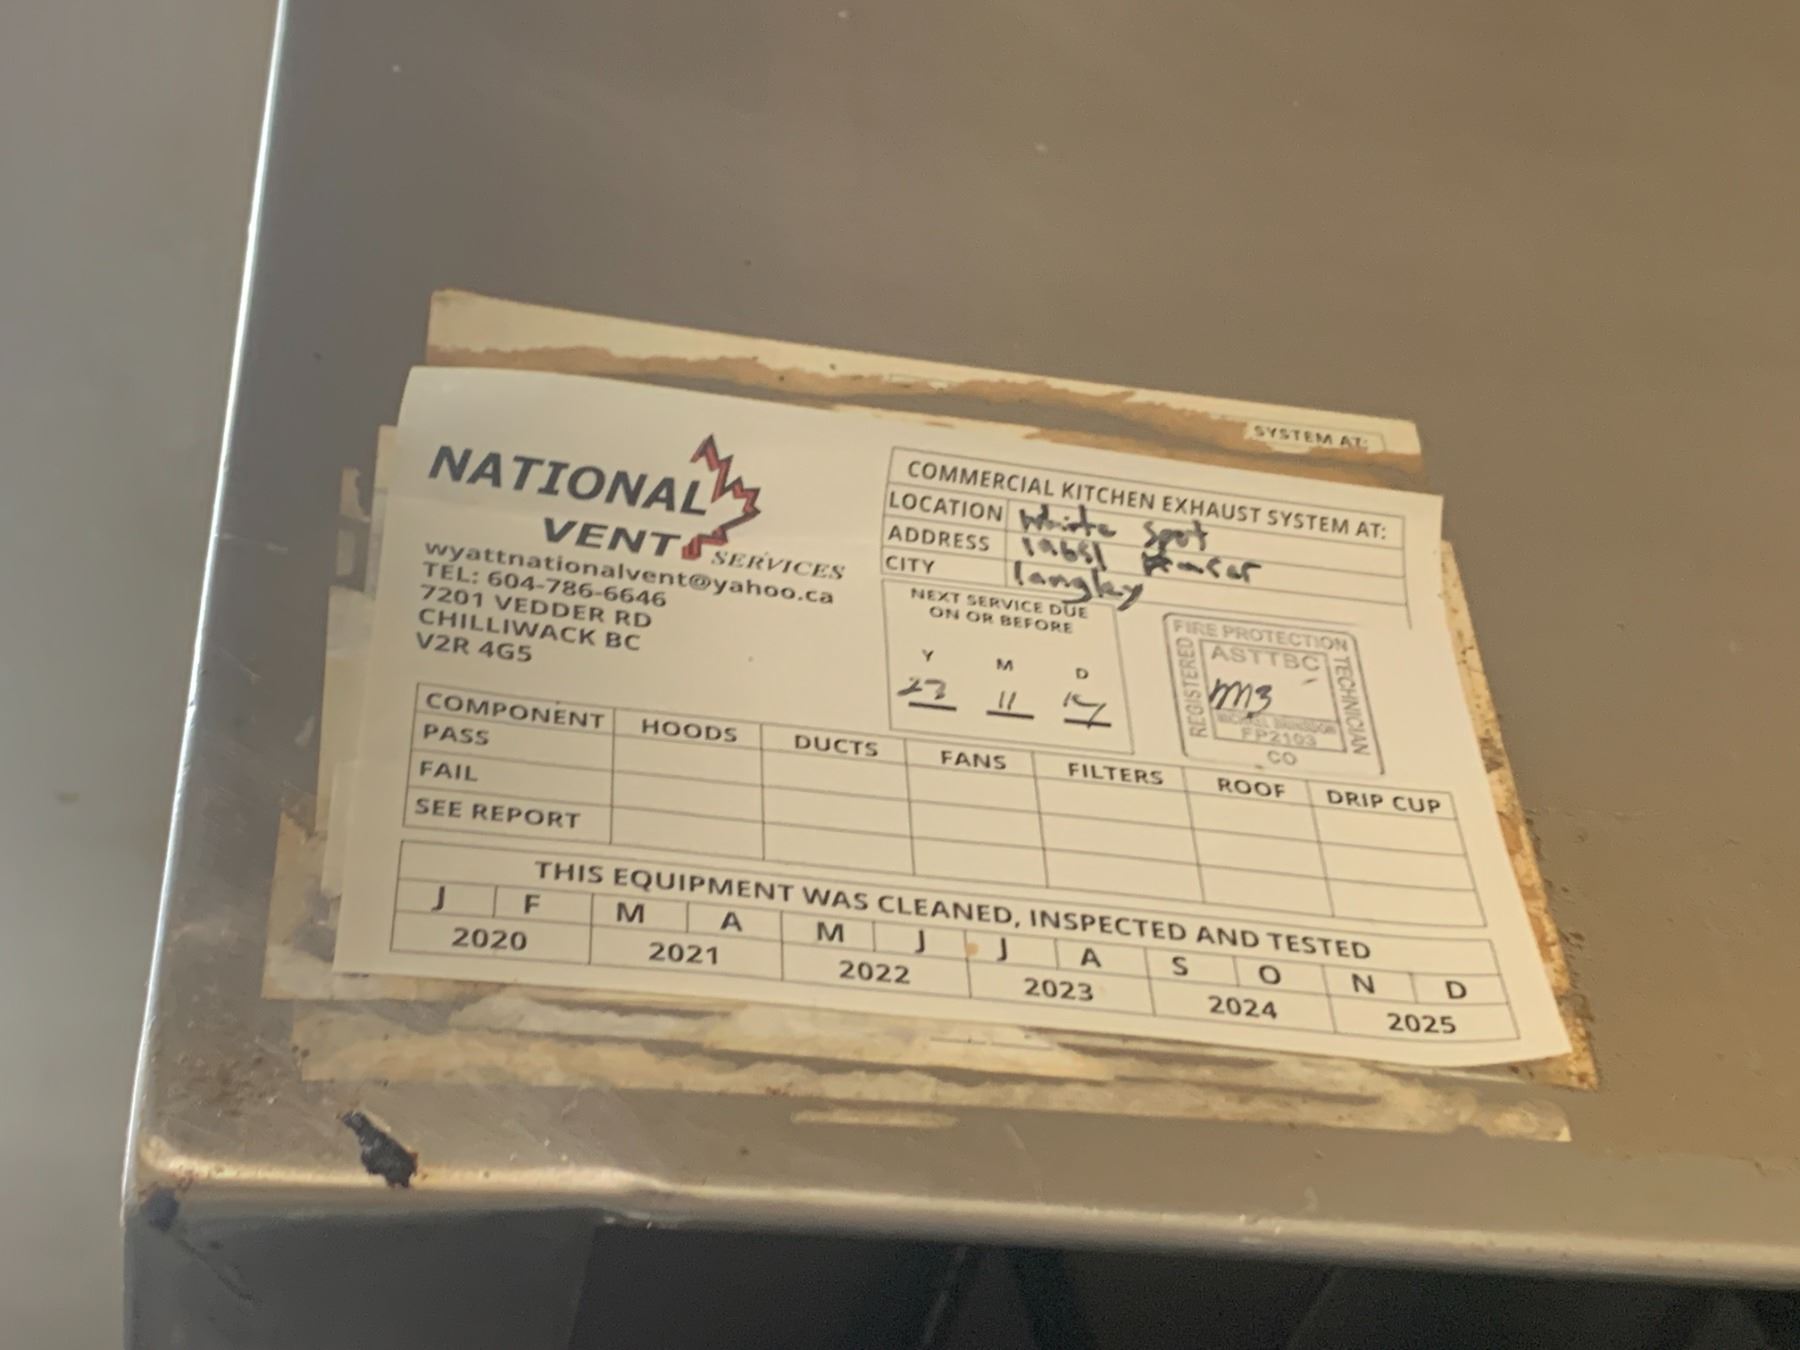 SYSTEM AT:
NATIONAL
VENT SERVICES
wyattnationalvent@yahoo.ca
TEL: 604-786-6646
7201 VEDDER RD
CHILLIWACK BC
V2R 4G5
COMMERCIAL KITCHEN EXHAUST SYSTEM AT:
LOCATION White Spot
ADDRESS 19651
CITY langley
NEXT SERVICE DUE
ON OR BEFORE
Y M D
23 11
FIRE PROTECTION
REGISTERED
TECHNICIAN
ASTTBC
FP2103
CO
COMPONENT HOODS DUCTS FANS FILTERS ROOF DRIP CUP
PASS
FAIL
SEE REPORT
THIS EQUIPMENT WAS CLEANED, INSPECTED AND TESTED
J F M A M J J A S O N D
2020 2021 2022 2023 2024 2025